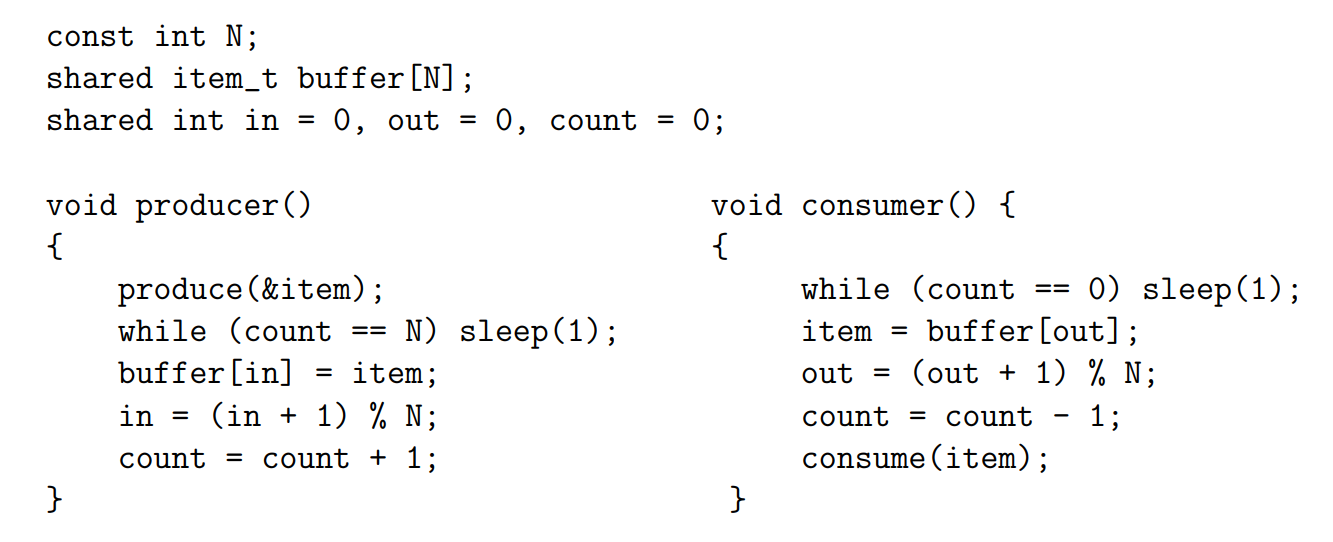 const int N;
shared item_t buffer[N];
shared int in = 0, out = 0, count = 0;
void producer()
{
    produce(&item);
    while (count == N) sleep(1);
    buffer[in] = item;
    in = (in + 1) % N;
    count = count + 1;
}
void consumer() {
{
    while (count == 0) sleep(1);
    item = buffer[out];
    out = (out + 1) % N;
    count = count - 1;
    consume(item);
}